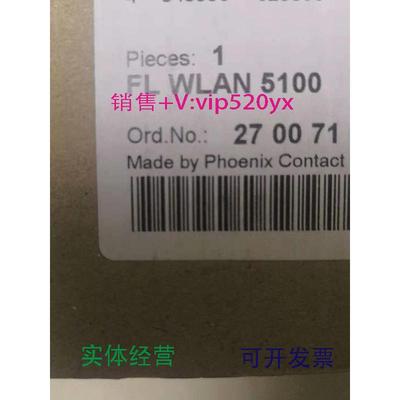 Pieces: 1
FL WLAN 5100
销售+V:vip520yx
Ord.No.: 27 00 71
Made by Phoenix Contact
实体经营 可开发票